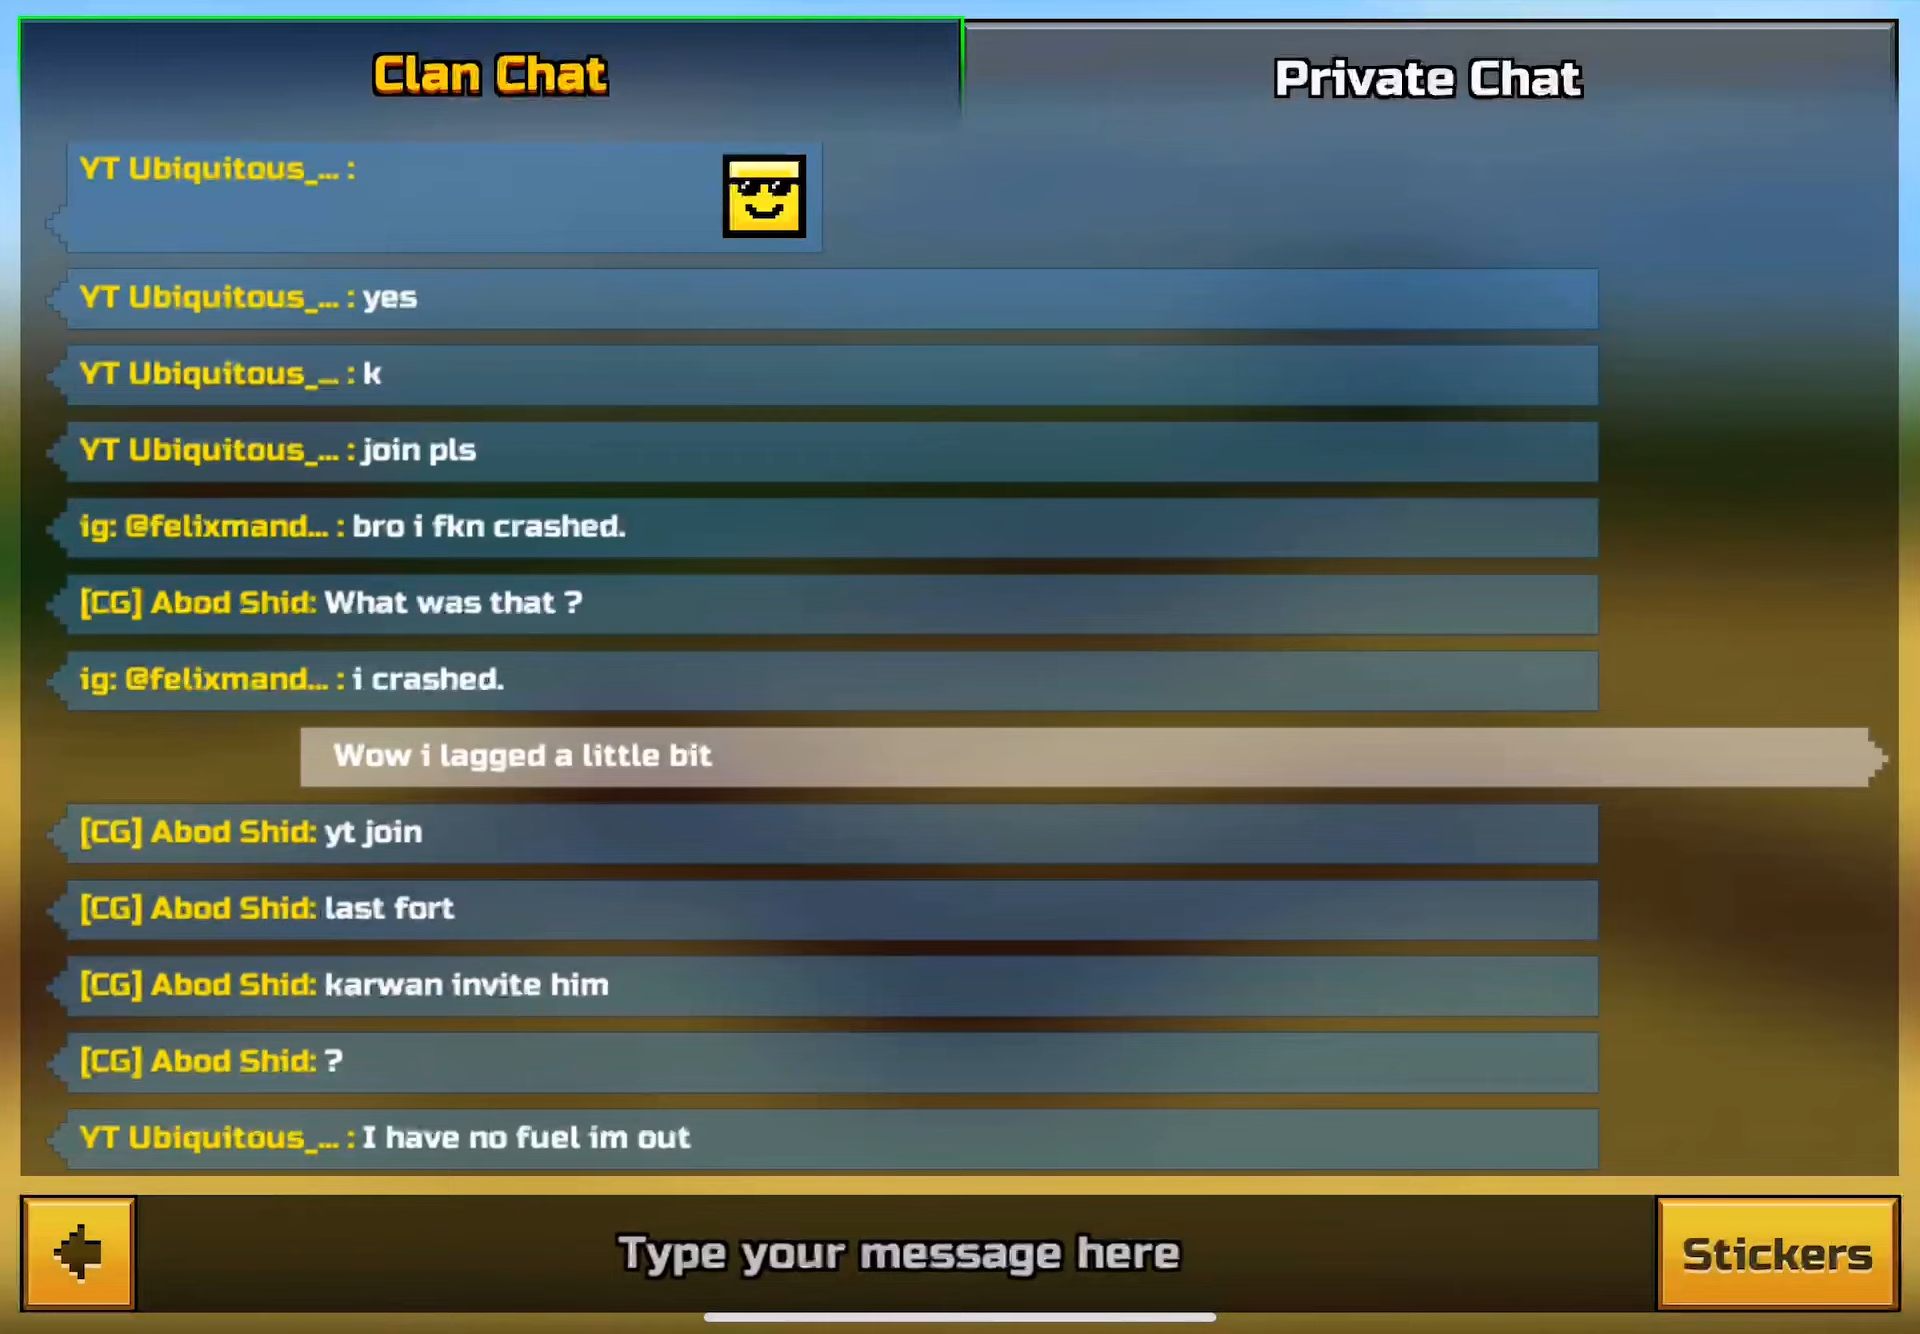 Clan Chat
Private Chat
YT Ubiquitous_... :
YT Ubiquitous_... : yes
YT Ubiquitous_... : k
YT Ubiquitous_... : join pls
ig: @felixmand... : bro i fkn crashed.
[CG] Abod Shid: What was that ?
ig: @felixmand... : i crashed.
Wow i lagged a little bit
[CG] Abod Shid: yt join
[CG] Abod Shid: last fort
[CG] Abod Shid: karwan invite him
[CG] Abod Shid: ?
YT Ubiquitous_... : I have no fuel im out
Type your message here
Stickers